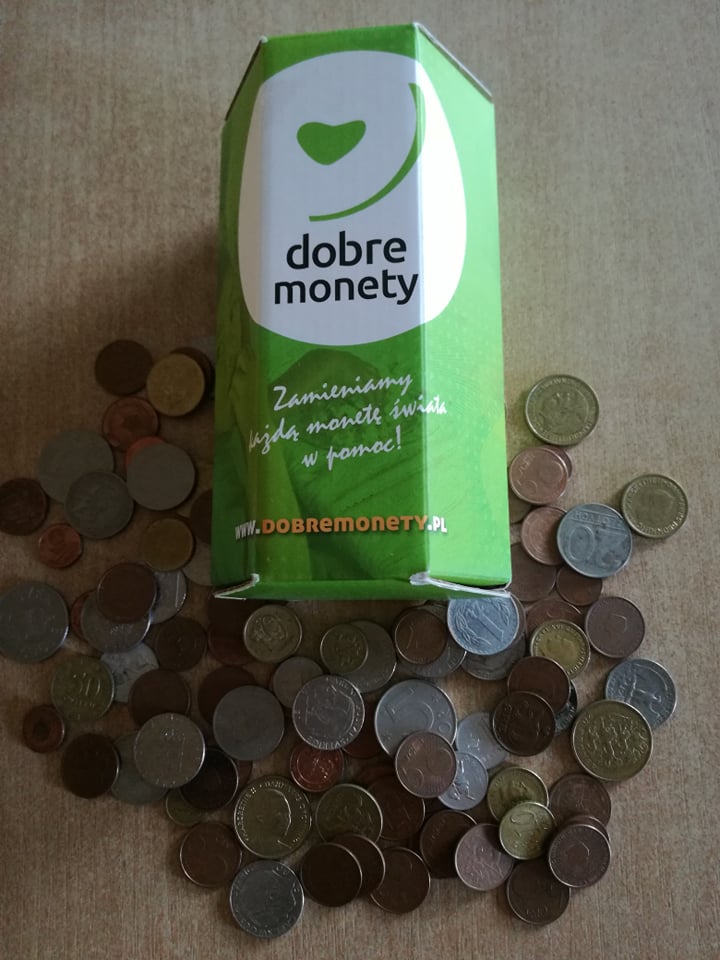 dobre
monety
Zamieniamy
każdą monetę świata
w pomoc!
www.DOBREMONETY.PL